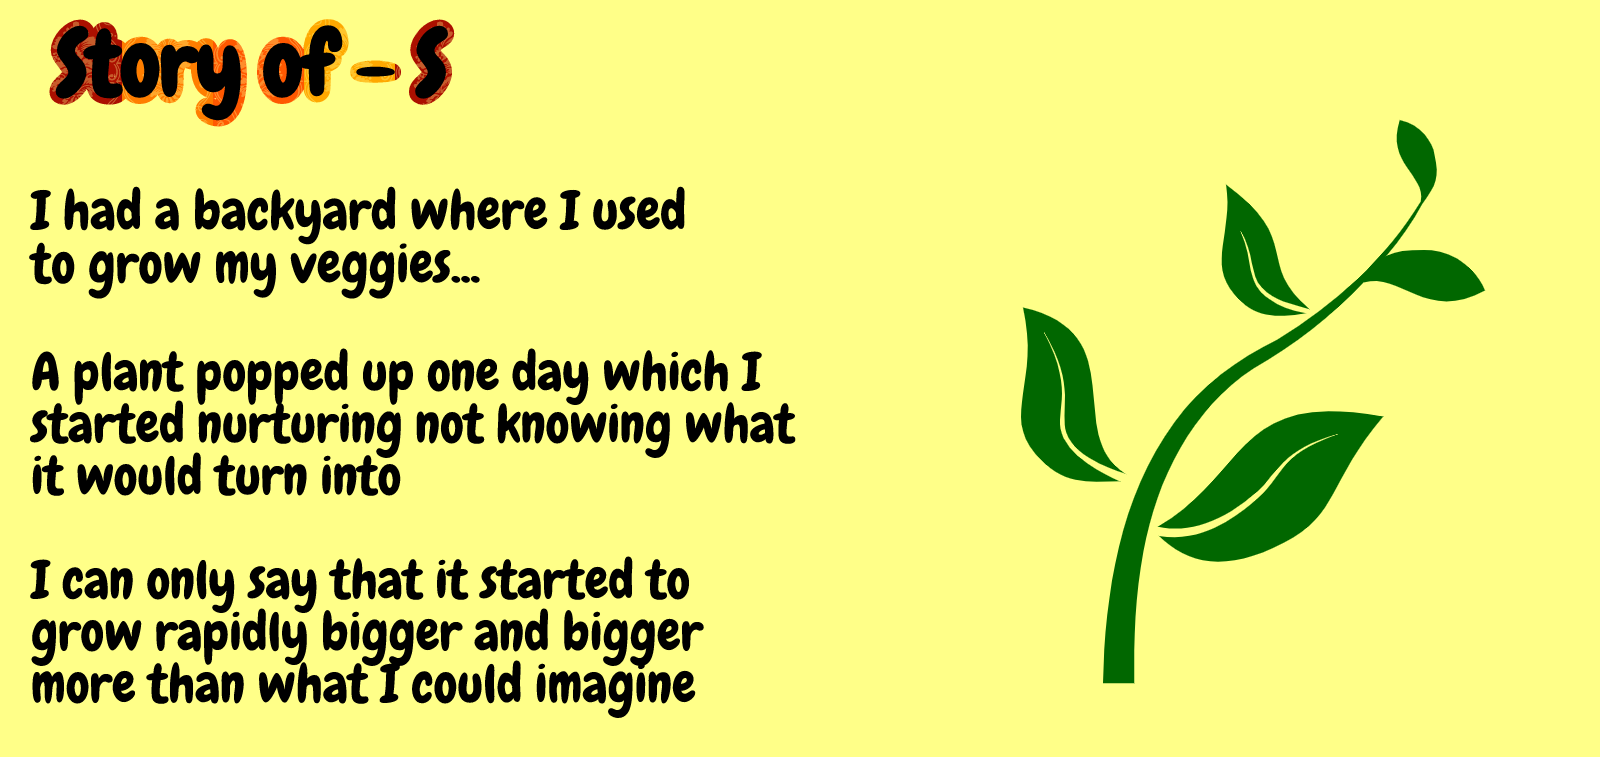 Story of - S
I had a backyard where I used
to grow my veggies...
A plant popped up one day which I
started nurturing not knowing what
it would turn into
I can only say that it started to
grow rapidly bigger and bigger
more than what I could imagine